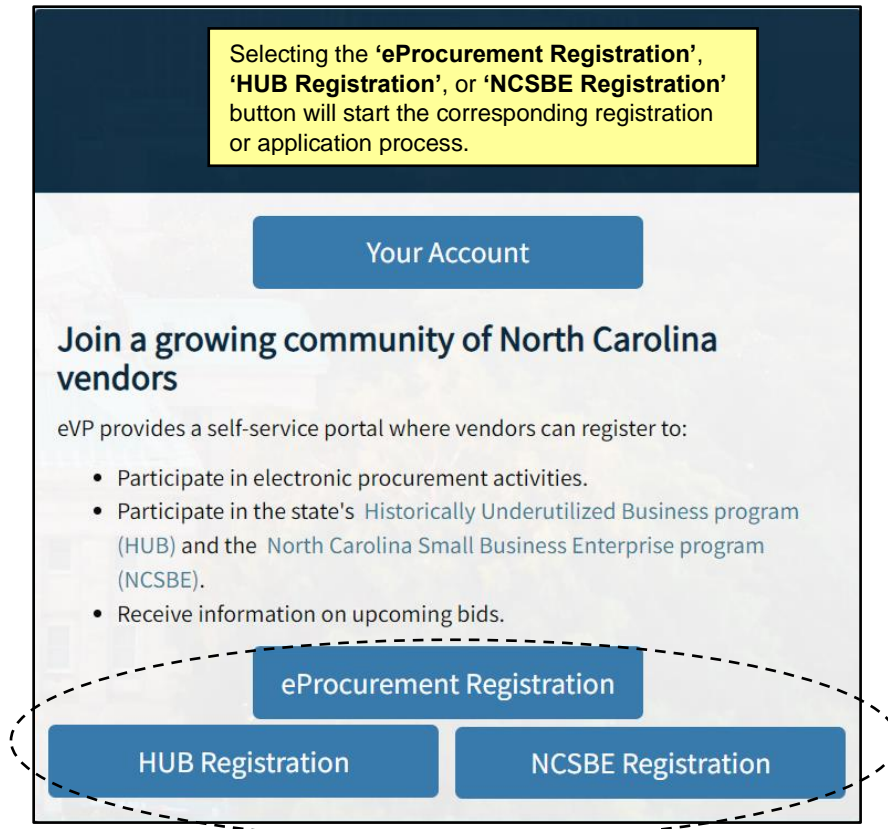 Selecting the ‘eProcurement Registration’,
‘HUB Registration’, or ‘NCSBE Registration’
button will start the corresponding registration
or application process.
Your Account
Join a growing community of North Carolina
vendors
eVP provides a self-service portal where vendors can register to:
• Participate in electronic procurement activities.
• Participate in the state's Historically Underutilized Business program
(HUB) and the North Carolina Small Business Enterprise program
(NCSBE).
• Receive information on upcoming bids.
eProcurement Registration
HUB Registration
NCSBE Registration